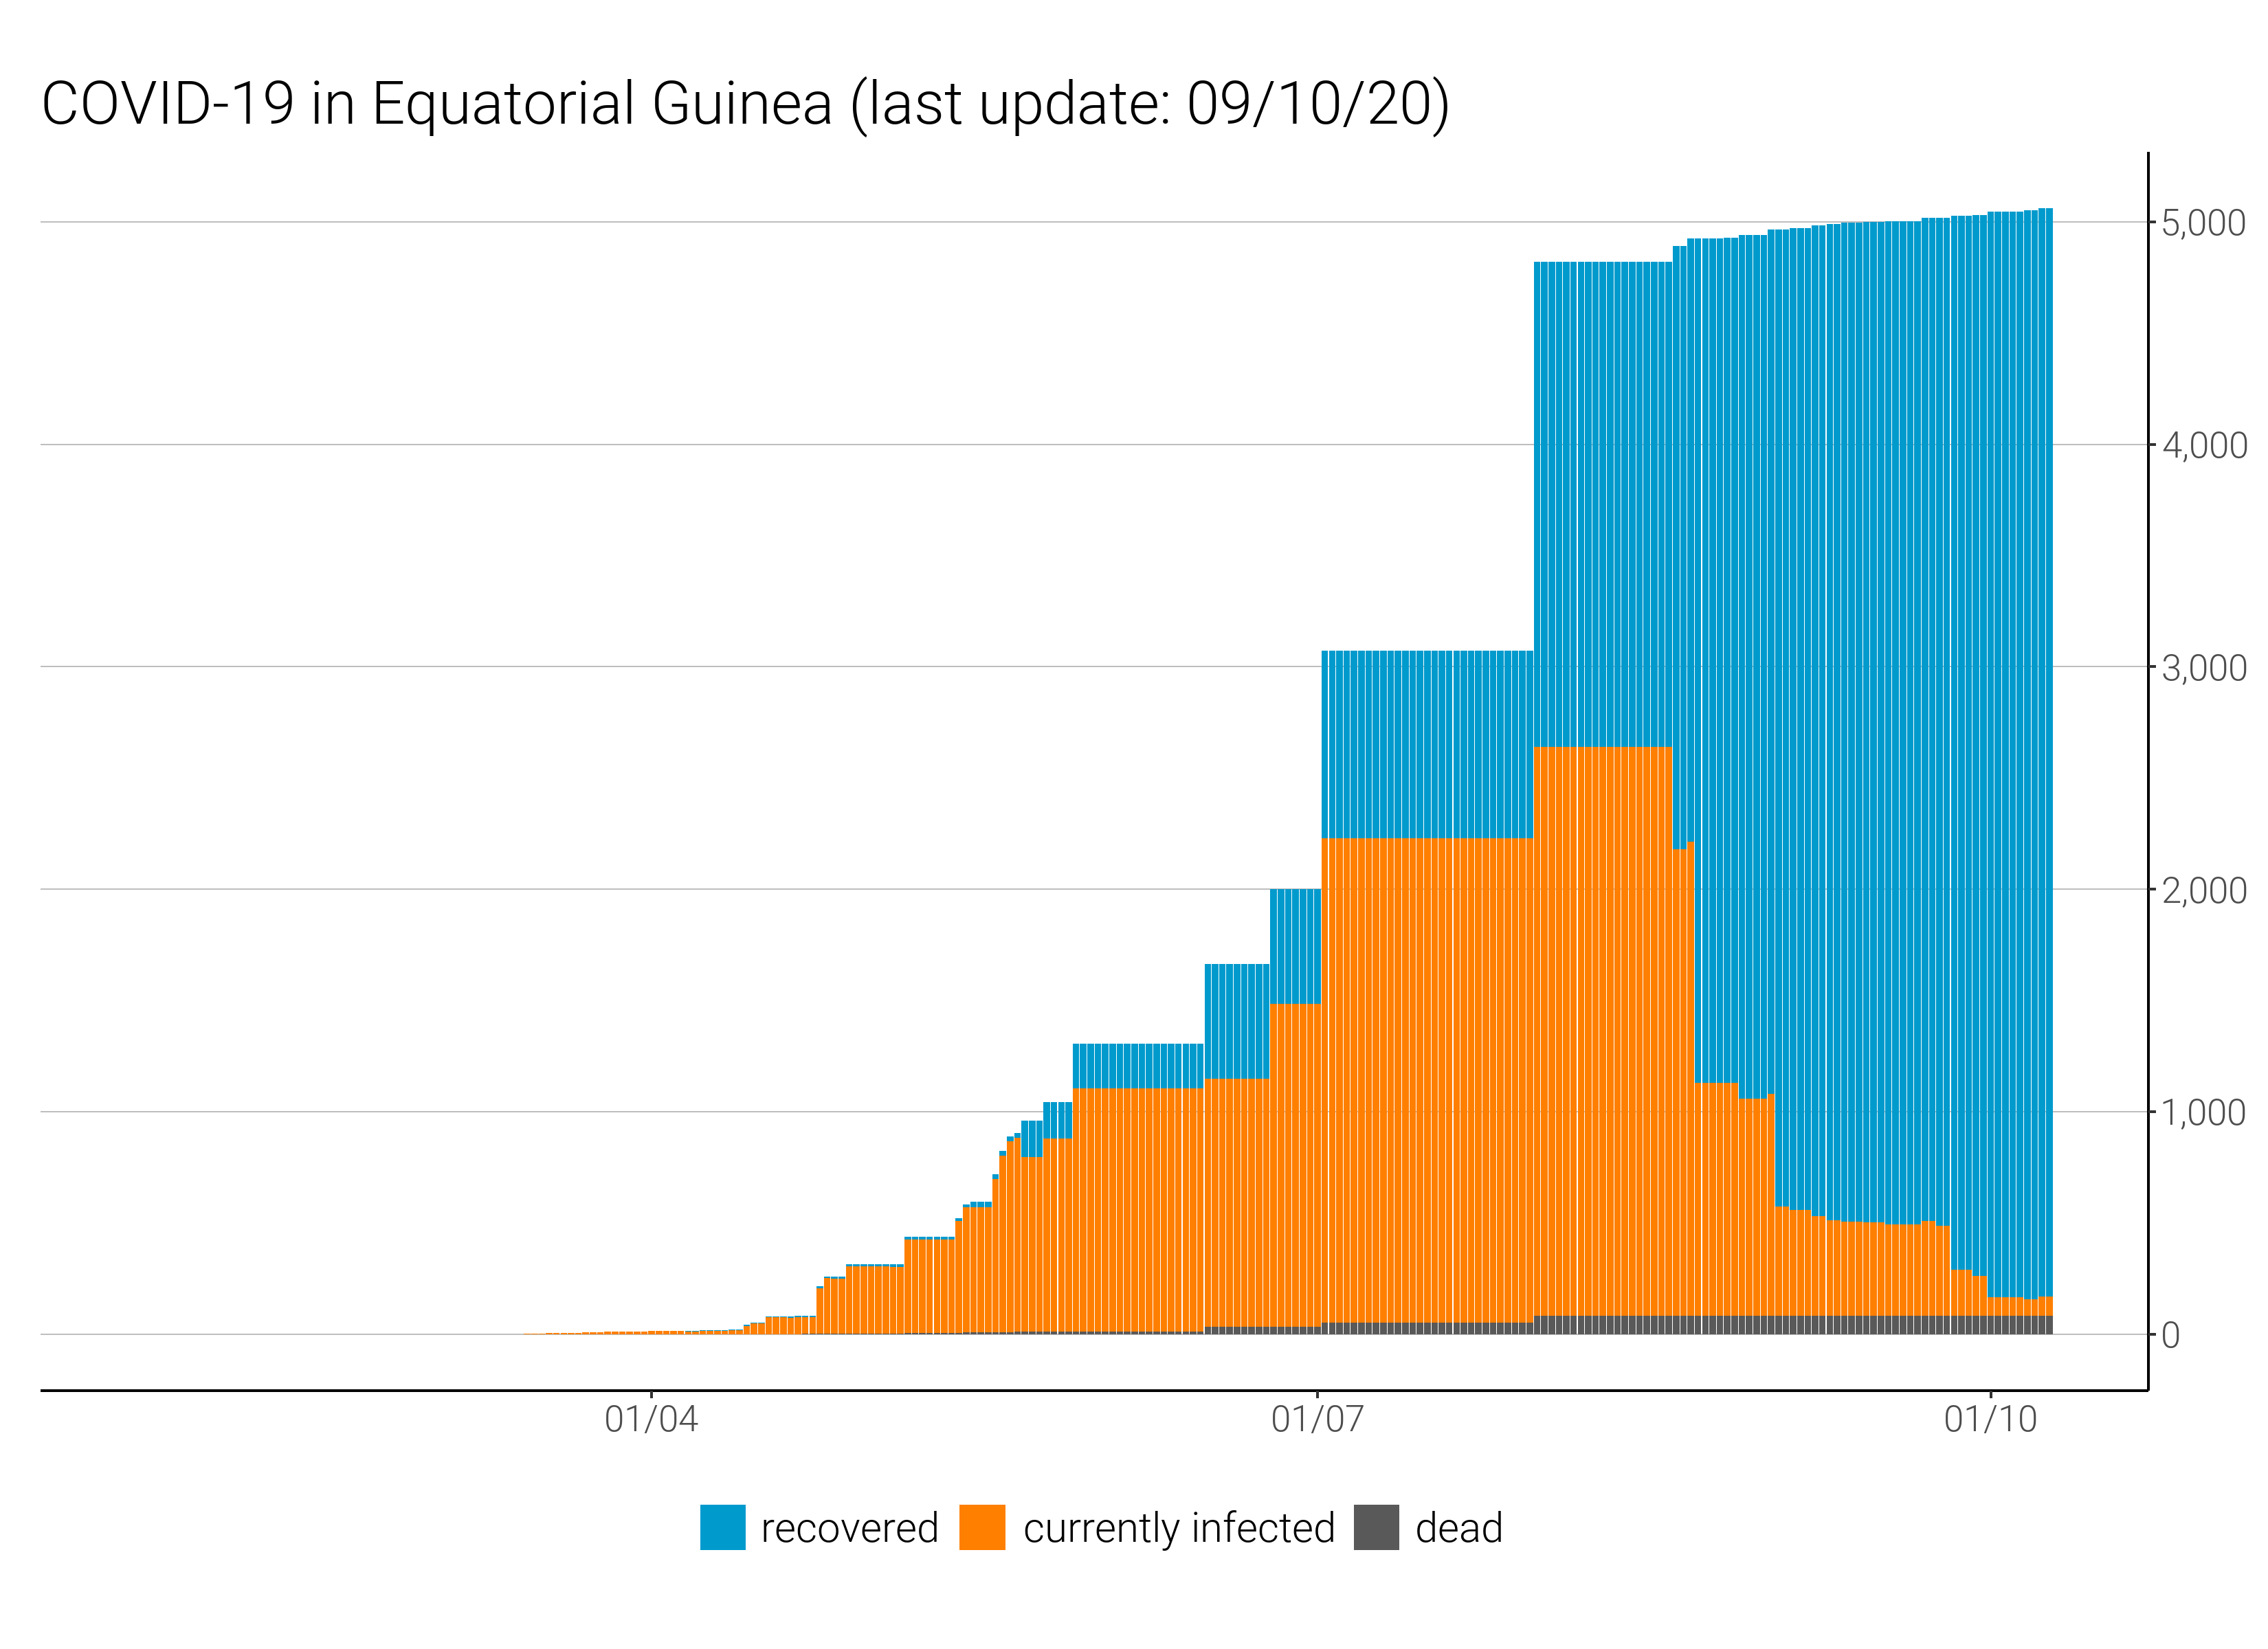 COVID-19 in Equatorial Guinea (last update: 09/10/20)
5,000
4,000
3,000
2,000
1,000
0
01/04 01/07 01/10
recovered currently infected dead